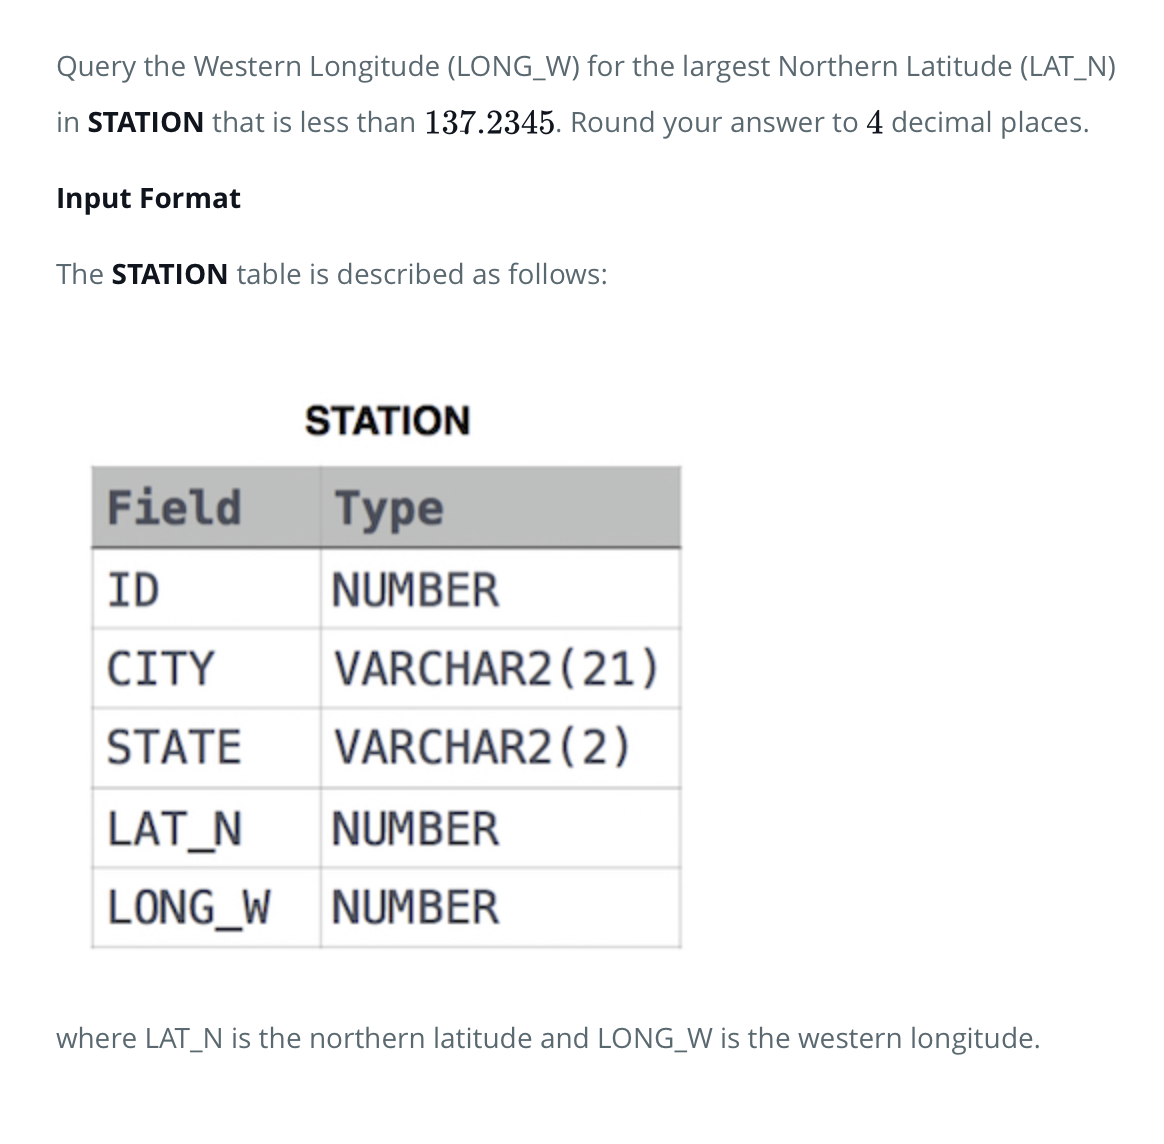 Query the Western Longitude (LONG_W) for the largest Northern Latitude (LAT_N)
in STATION that is less than 137.2345. Round your answer to 4 decimal places.
Input Format
The STATION table is described as follows:
STATION
Field Type
ID NUMBER
CITY VARCHAR2(21)
STATE VARCHAR2(2)
LAT_N NUMBER
LONG_W NUMBER
where LAT_N is the northern latitude and LONG_W is the western longitude.